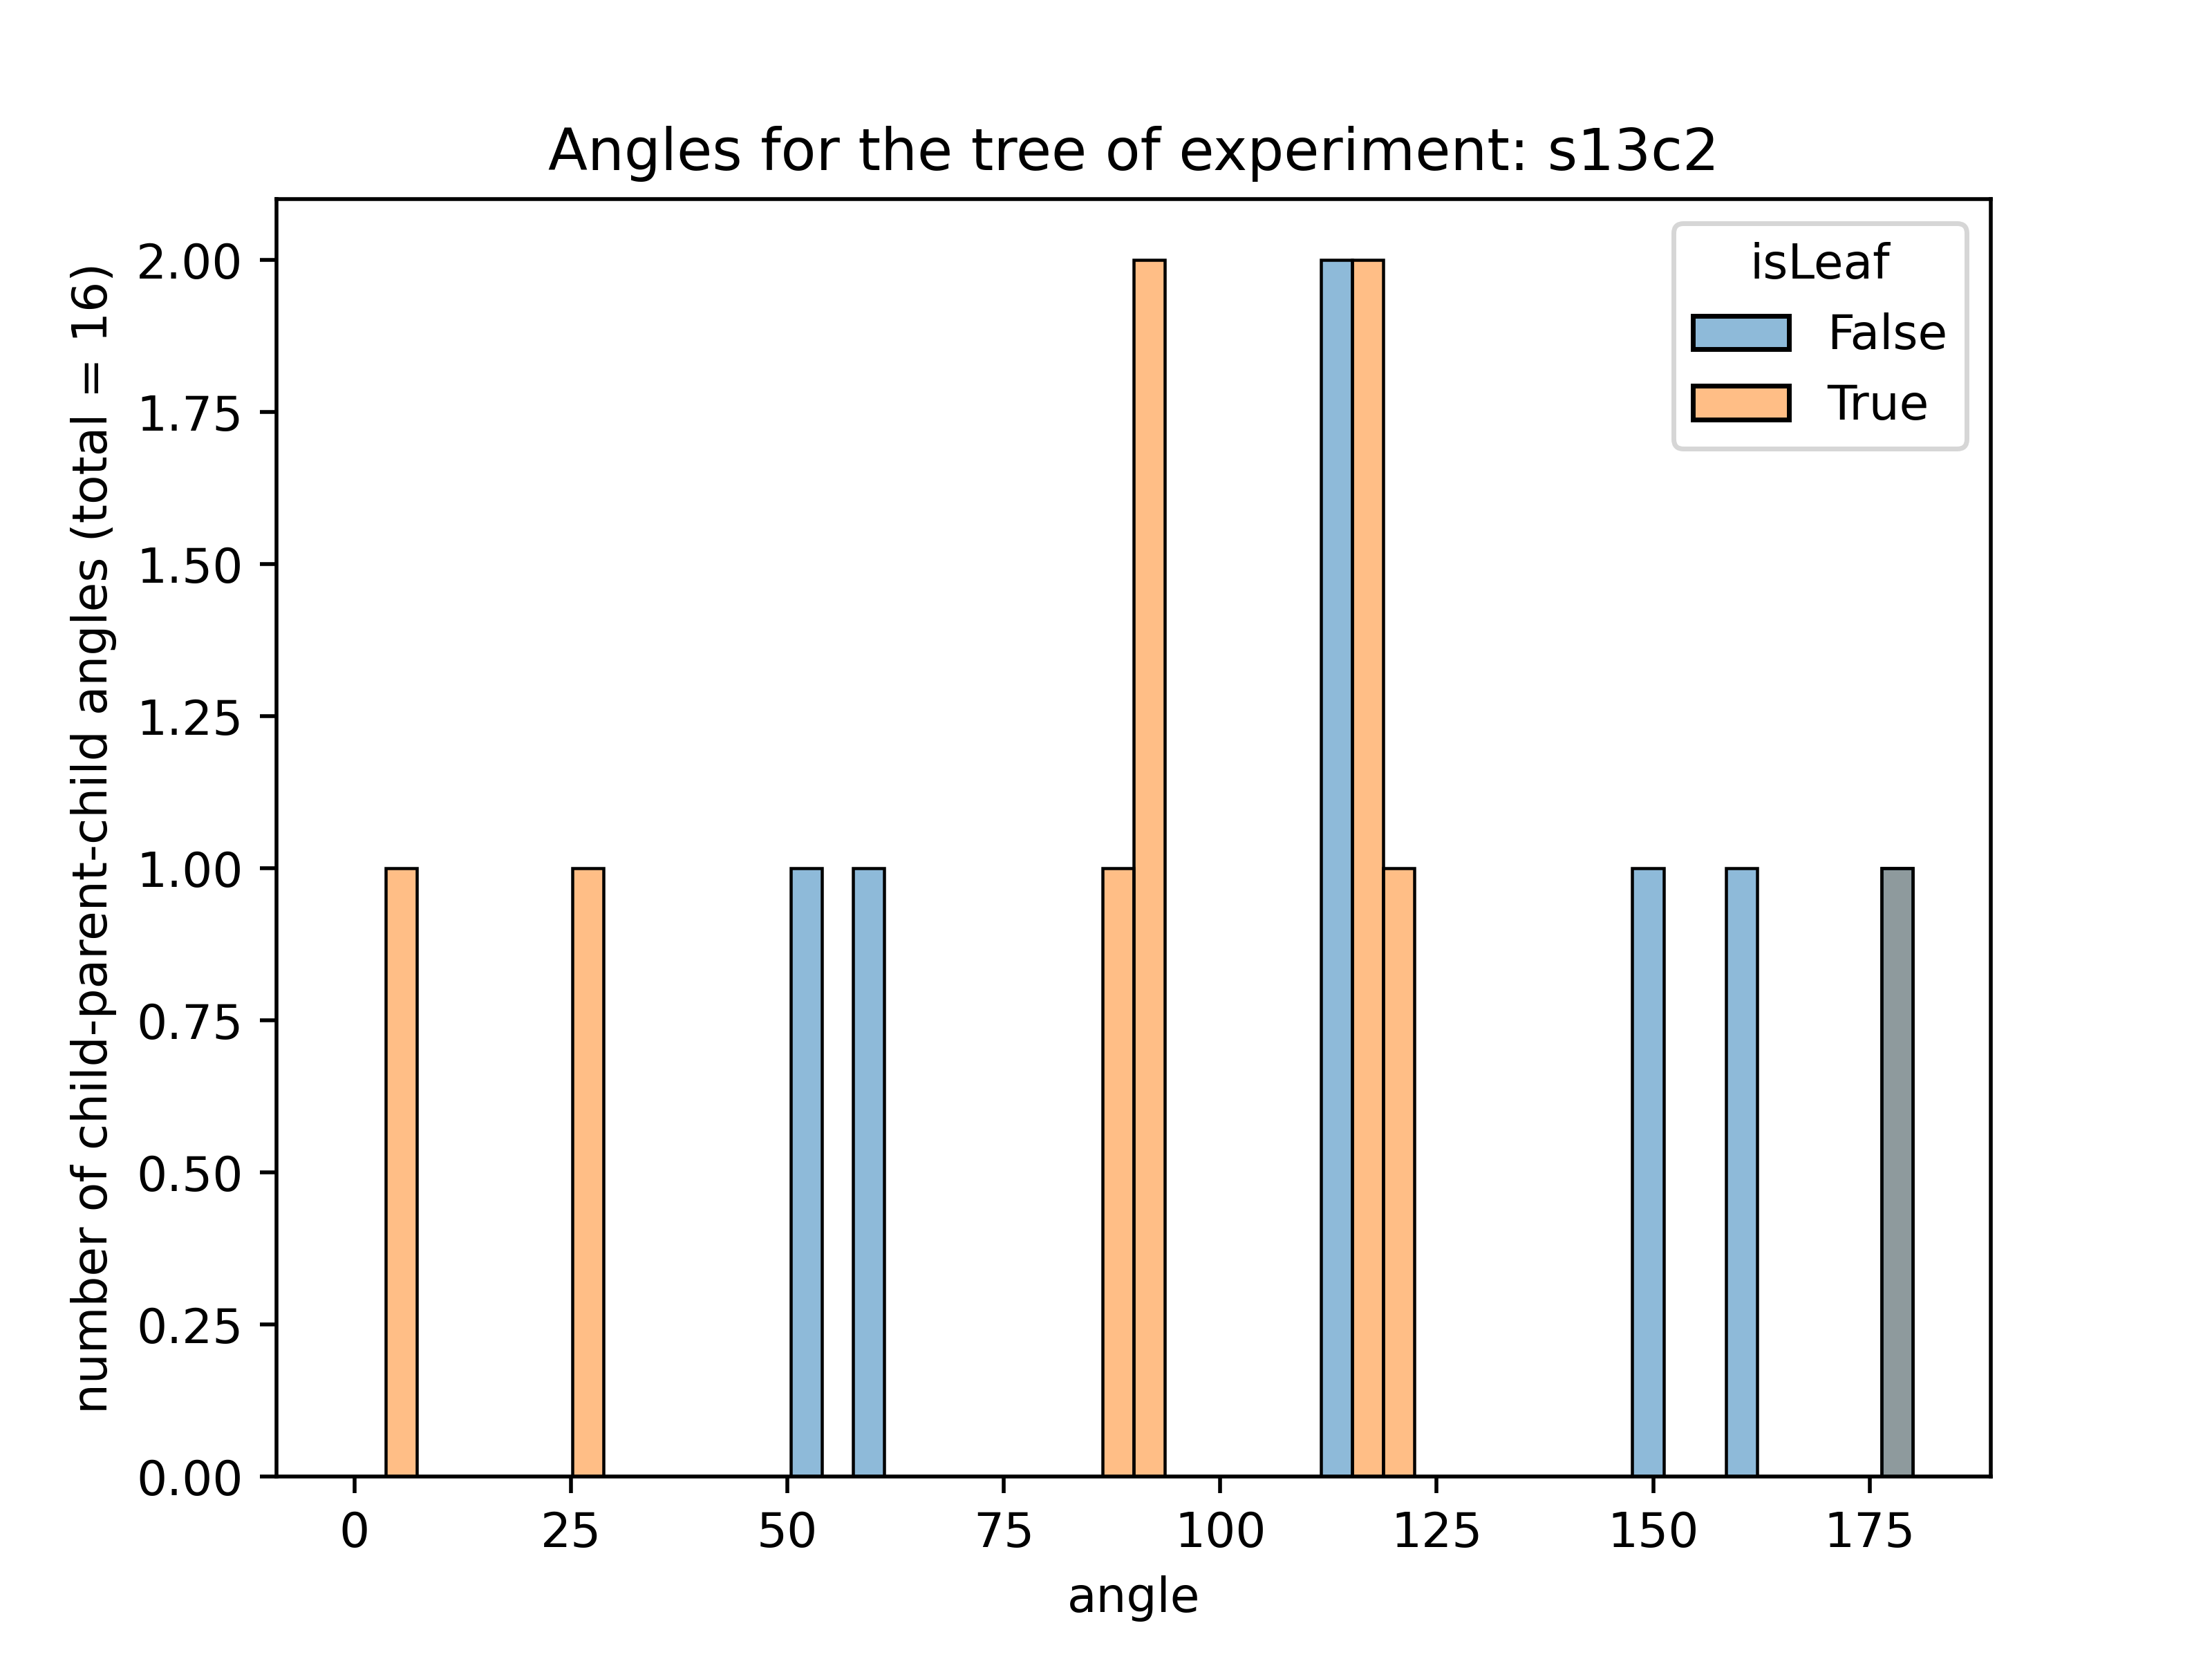 Angles for the tree of experiment: s13c2
number of child-parent-child angles (total = 16)
2.00
1.75
1.50
1.25
1.00
0.75
0.50
0.25
0.00
isLeaf
False
True
0 25 50 75 100 125 150 175
angle